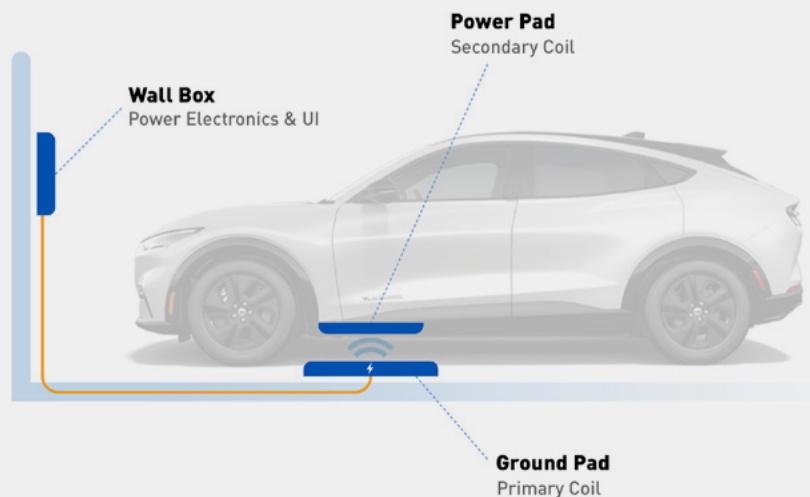 Power Pad
Secondary Coil
Wall Box
Power Electronics & UI
Ground Pad
Primary Coil